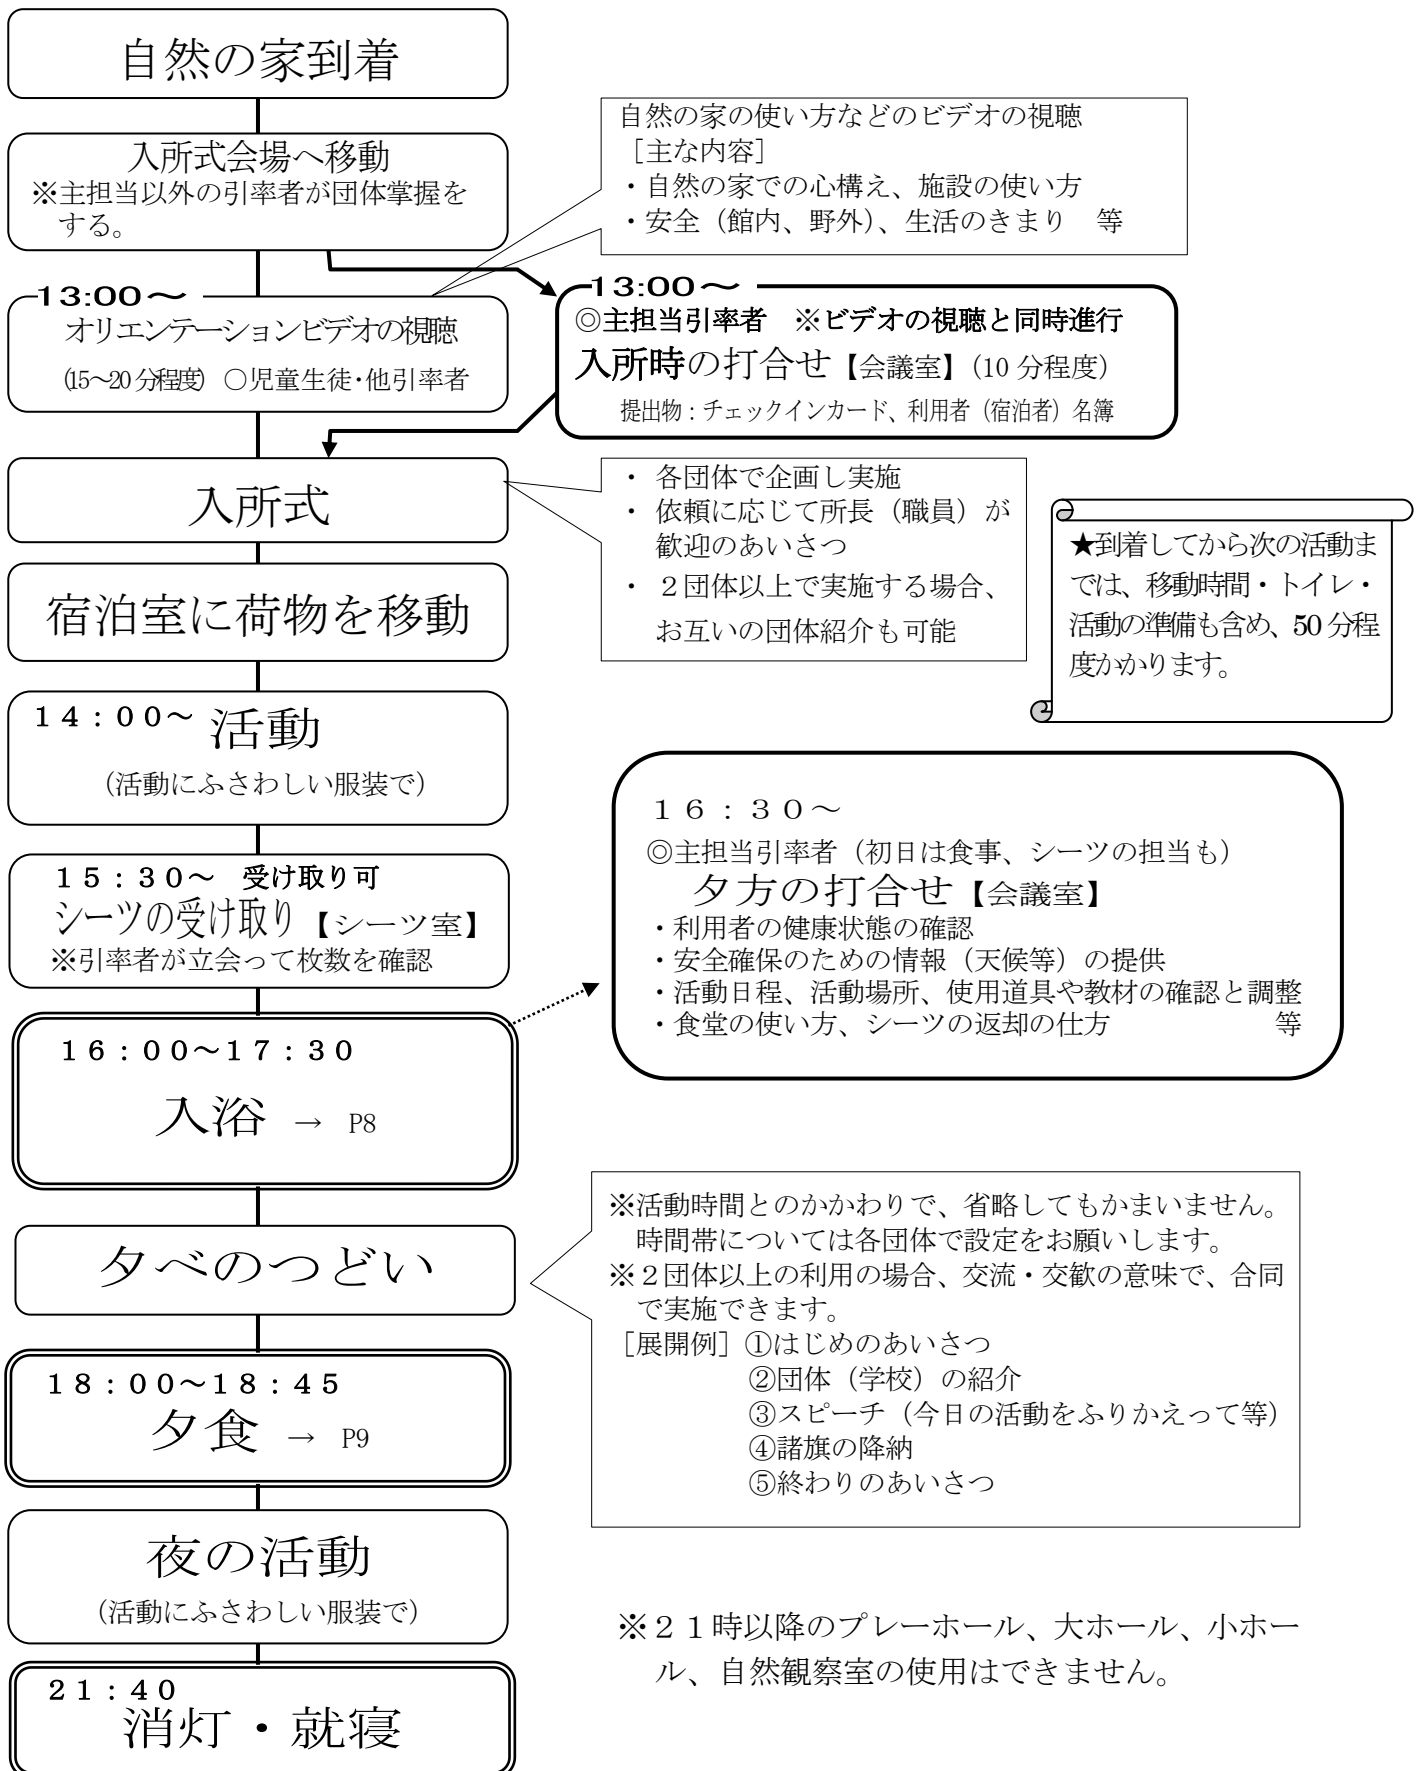 自然の家到着
入所式会場へ移動
※主担当以外の引率者が団体掌握を
する。
自然の家の使い方などのビデオの視聴
［主な内容］
・自然の家での心構え、施設の使い方
・安全（館内、野外）、生活のきまり　等
13:00～
オリエンテーションビデオの視聴
(15～20分程度) ○児童生徒・他引率者
13:00～
◎主担当引率者　※ビデオの視聴と同時進行
入所時の打合せ【会議室】（10分程度）
提出物：チェックインカード、利用者（宿泊者）名簿
入所式
・ 各団体で企画し実施
・ 依頼に応じて所長（職員）が
歓迎のあいさつ
・ ２団体以上で実施する場合、
お互いの団体紹介も可能
★到着してから次の活動ま
では、移動時間・トイレ・
活動の準備も含め、50分程
度かかります。
宿泊室に荷物を移動
１４：００～ 活動
（活動にふさわしい服装で）
１５：３０～　受け取り可
シーツの受け取り【シーツ室】
※引率者が立会って枚数を確認
１６：３０～
◎主担当引率者（初日は食事、シーツの担当も）
夕方の打合せ【会議室】
・利用者の健康状態の確認
・安全確保のための情報（天候等）の提供
・活動日程、活動場所、使用道具や教材の確認と調整
・食堂の使い方、シーツの返却の仕方　　　　　　等
１６：００～１７：３０
入浴 → P8
夕べのつどい
※活動時間とのかかわりで、省略してもかまいません。
時間帯については各団体で設定をお願いします。
※２団体以上の利用の場合、交流・交歓の意味で、合同
で実施できます。
［展開例］①はじめのあいさつ
②団体（学校）の紹介
③スピーチ（今日の活動をふりかえって等）
④諸旗の降納
⑤終わりのあいさつ
１８：００～１８：４５
夕食 → P9
夜の活動
（活動にふさわしい服装で）
※２１時以降のプレーホール、大ホール、小ホー
ル、自然観察室の使用はできません。
２１：４０
消灯・就寝